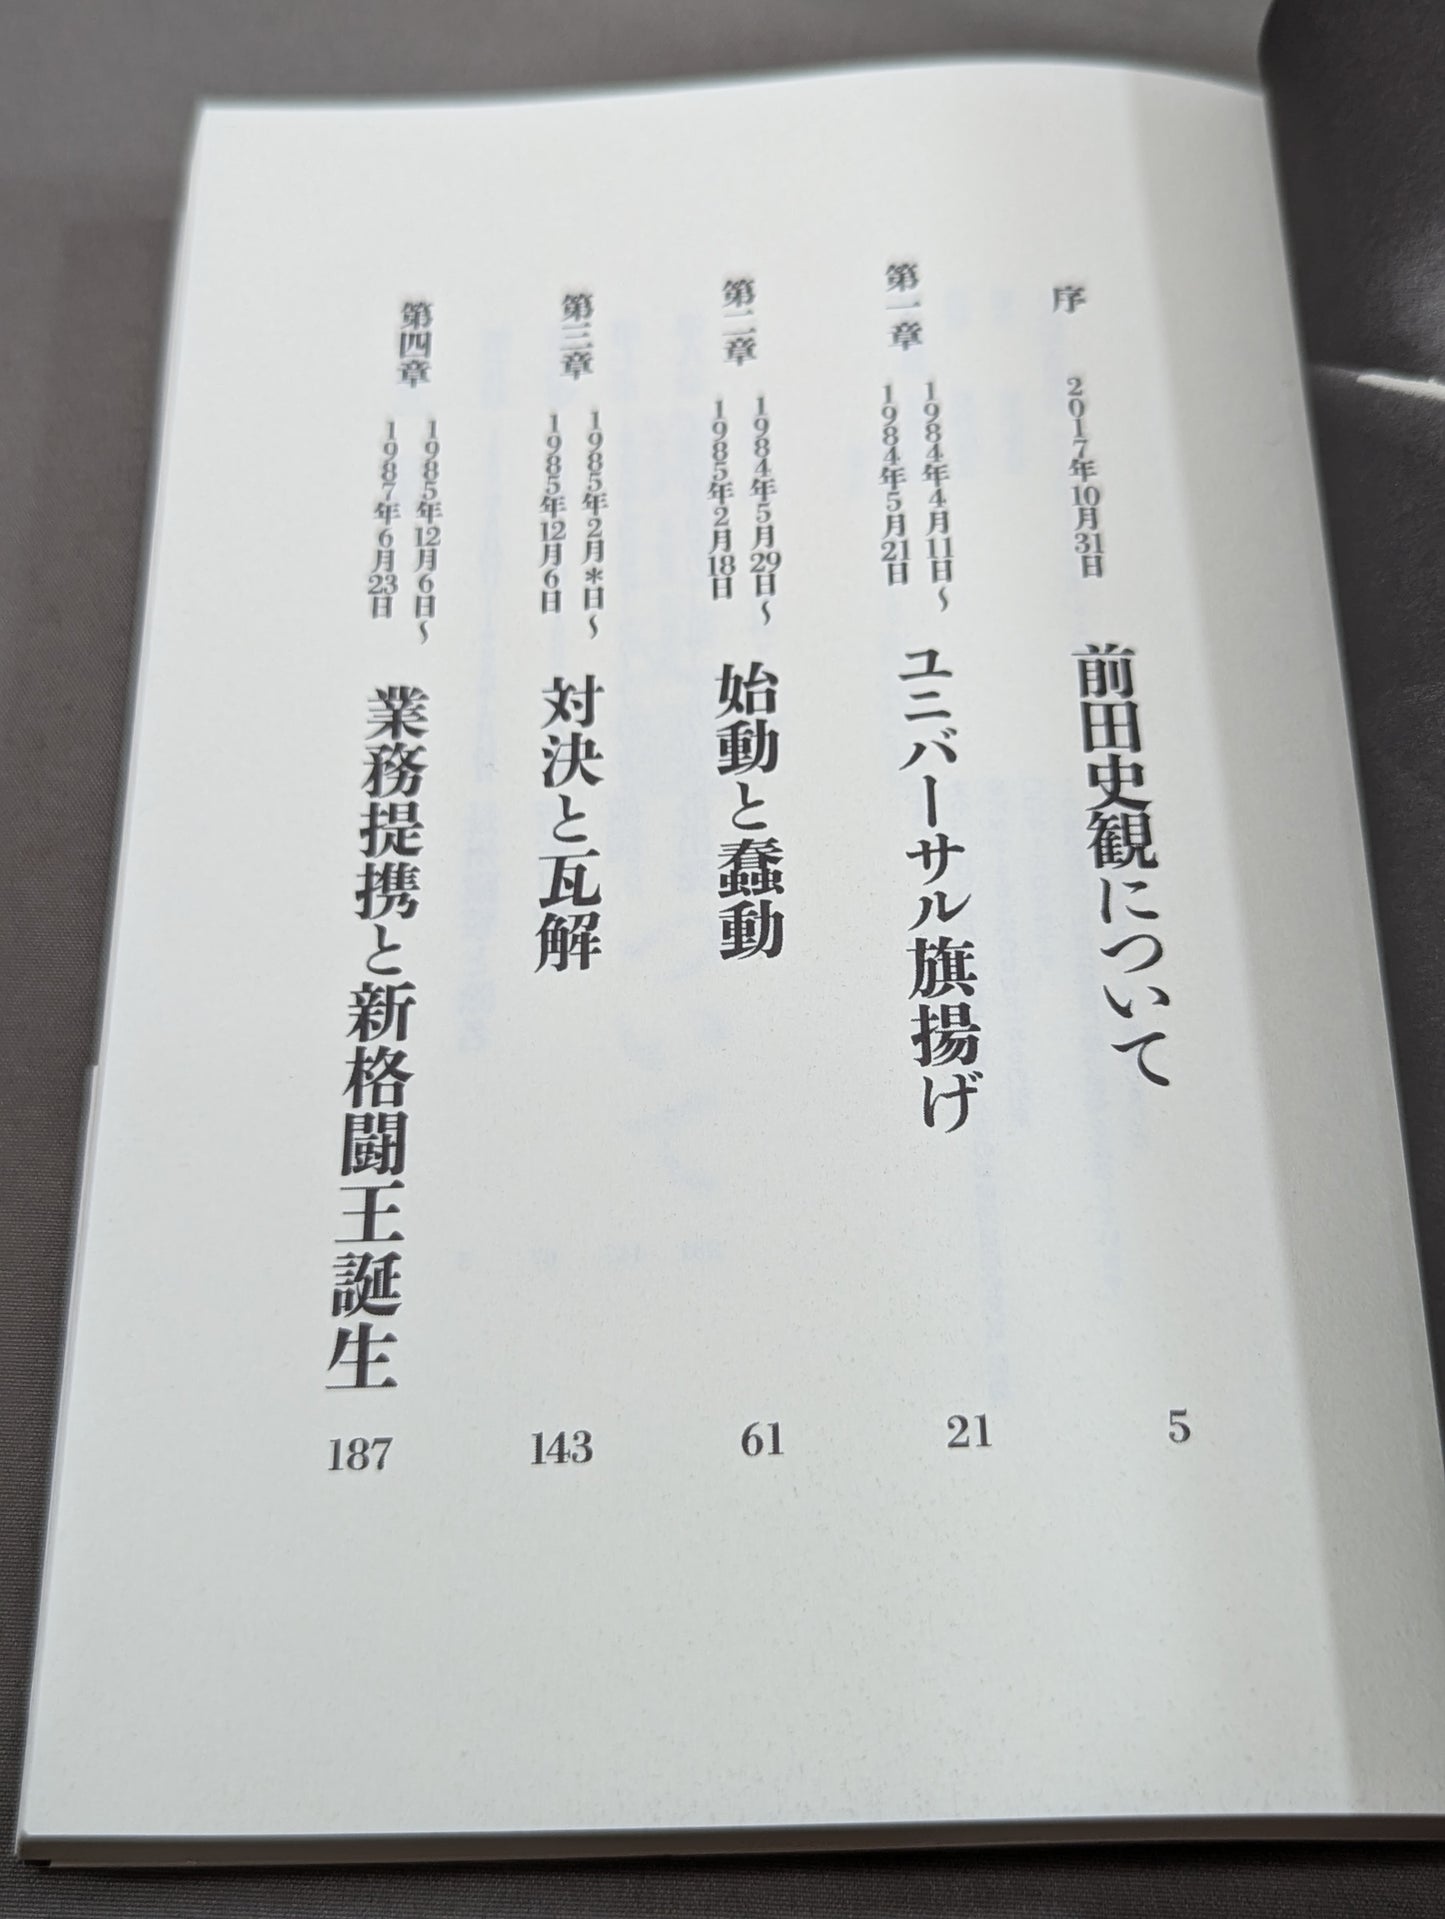 序
2017年10月31日
前田史観について
5
第一章
1984年4月11日～
1984年5月21日
ユニバーサル旗揚げ
21
第二章
1984年5月29日～
1985年2月18日
始動と蠢動
61
第三章
1985年2月＊日～
1985年12月6日
対決と瓦解
143
第四章
1985年12月6日～
1987年6月23日
業務提携と新格闘王誕生
187